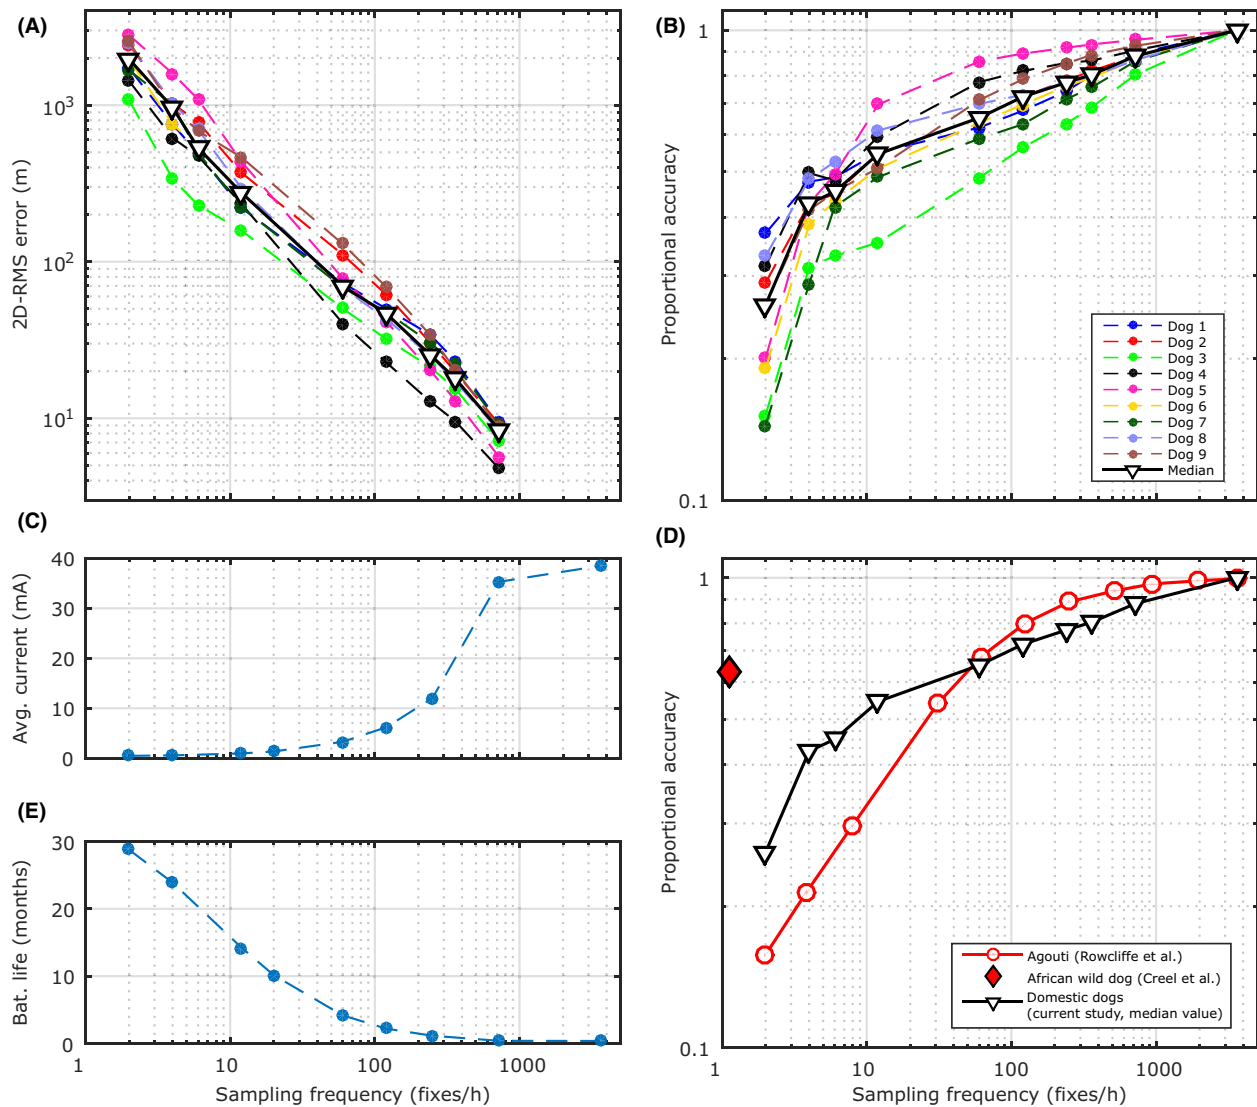 (A)
(B)
10³
10²
10¹
2D-RMS error (m)
1
0.1
Proportional accuracy
Dog 1
Dog 2
Dog 3
Dog 4
Dog 5
Dog 6
Dog 7
Dog 8
Dog 9
Median
1 10 100 1000
(C)
40
30
20
10
0
Avg. current (mA)
(D)
1
0.1
Proportional accuracy
Agouti (Rowcliffe et al.)
African wild dog (Creel et al.)
Domestic dogs
(current study, median value)
1 10 100 1000
Sampling frequency (fixes/h)
(E)
30
20
10
0
Bat. life (months)
1 10 100 1000
Sampling frequency (fixes/h)